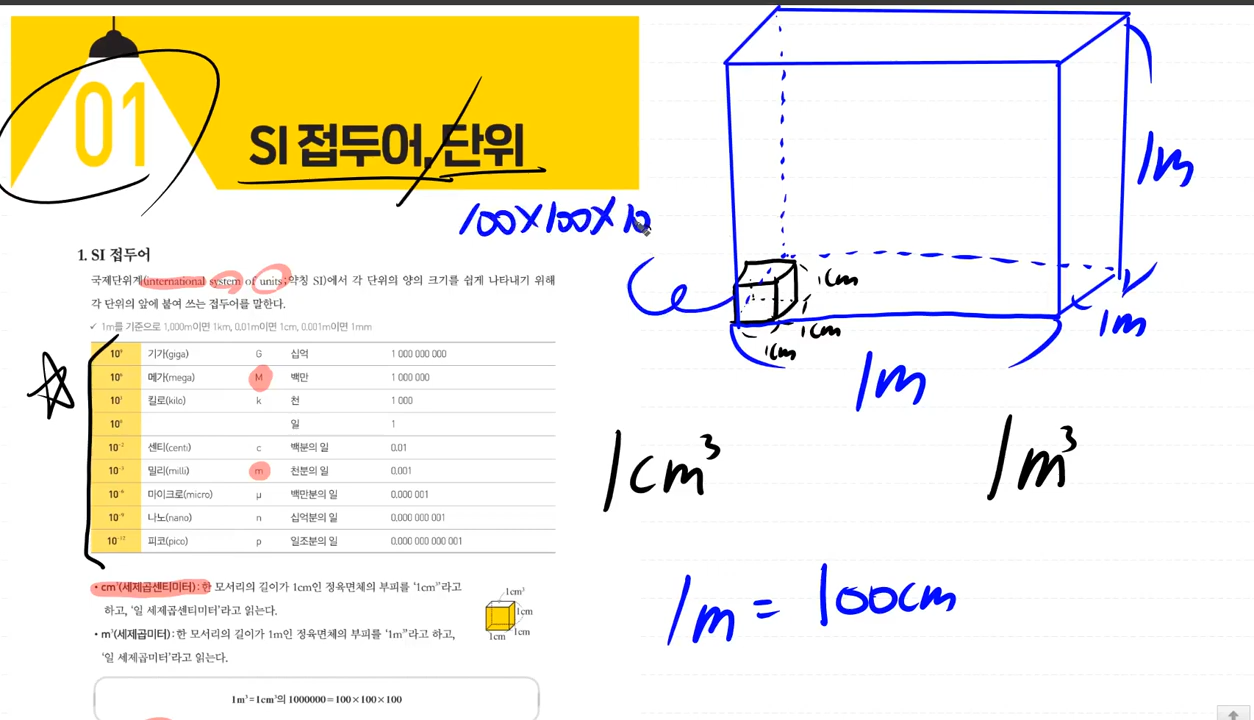 01
SI 접두어, 단위
100×100×10
1. SI 접두어
국제단위계(international system of units; 약칭 SI)에서 각 단위의 양의 크기를 쉽게 나타내기 위해
각 단위의 앞에 붙여 쓰는 접두어를 말한다.
✓ 1m를 기준으로 1,000m이면 1km, 0.01m이면 1cm, 0.001m이면 1mm
10⁹ 기가(giga) G 십억 1 000 000 000
10⁶ 메가(mega) M 백만 1 000 000
10³ 킬로(kilo) k 천 1 000
10⁰ 일 1
10⁻² 센티(centi) c 백분의 일 0.01
10⁻³ 밀리(milli) m 천분의 일 0.001
10⁻⁶ 마이크로(micro) μ 백만분의 일 0.000 001
10⁻⁹ 나노(nano) n 십억분의 일 0.000 000 001
10⁻¹² 피코(pico) p 일조분의 일 0.000 000 000 001
• cm³(세제곱센티미터) : 한 모서리의 길이가 1cm인 정육면체의 부피를 '1cm³'라고
하고, '일 세제곱센티미터'라고 읽는다.
1cm³
1cm
1cm
1cm
• m³(세제곱미터) : 한 모서리의 길이가 1m인 정육면체의 부피를 '1m³'라고 하고,
'일 세제곱미터'라고 읽는다.
1m³=1cm³의 1000000=100×100×100
1m
1cm
1cm
1cm
1m
1m
1cm³ 1m³
1m = 100cm